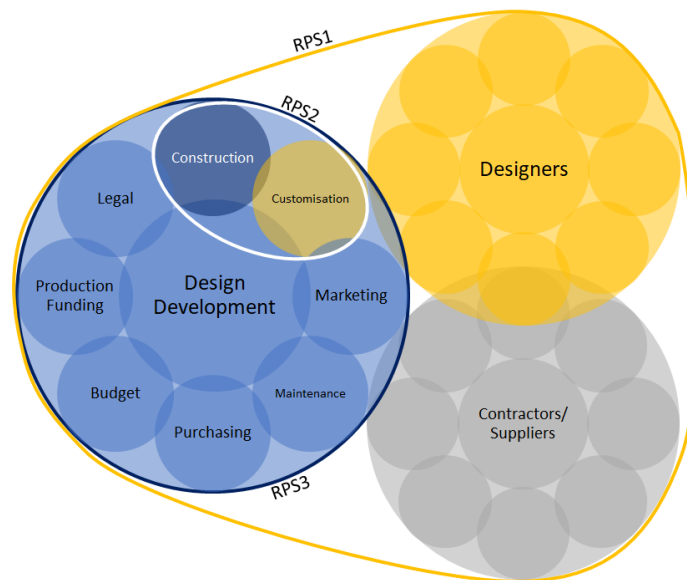 RPS1
RPS2
Construction
Designers
Legal
Customisation
Design
Development
Production
Funding
Marketing
Budget
Maintenance
Purchasing
Contractors/
Suppliers
RPS3